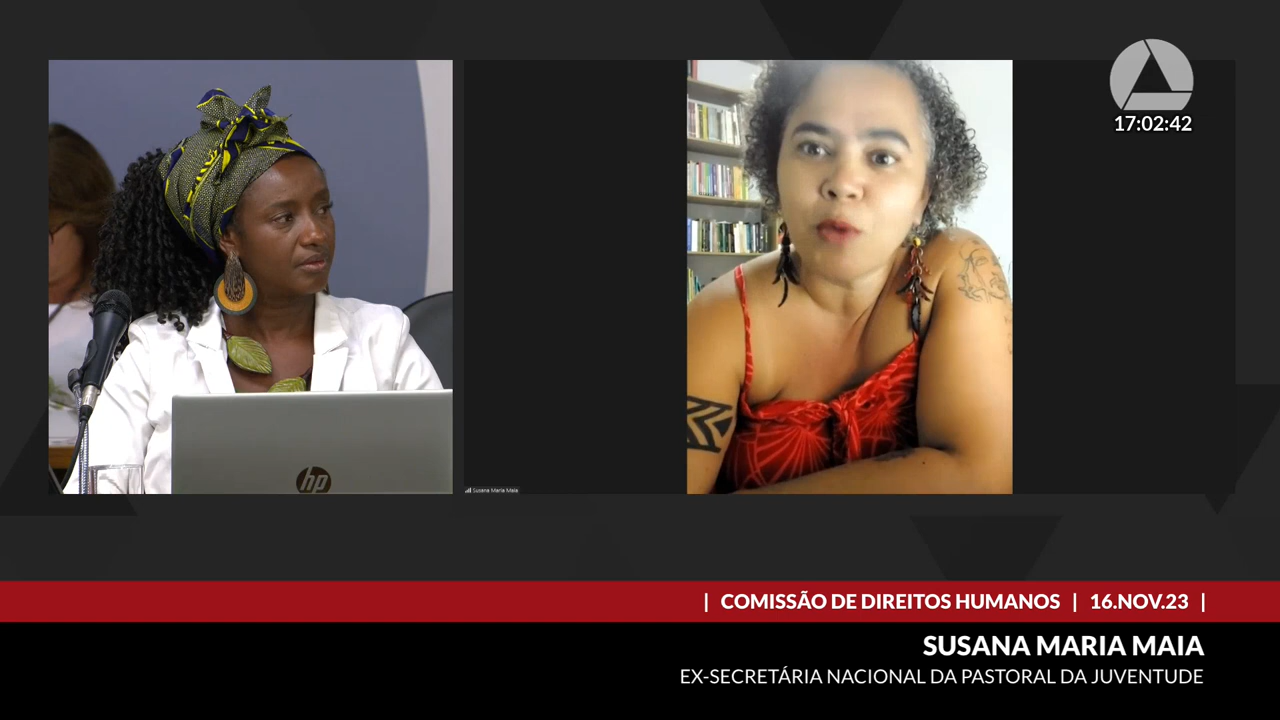 17:02:42
hp
Susana Maria Maia
| COMISSÃO DE DIREITOS HUMANOS | 16.NOV.23 |
SUSANA MARIA MAIA
EX-SECRETÁRIA NACIONAL DA PASTORAL DA JUVENTUDE